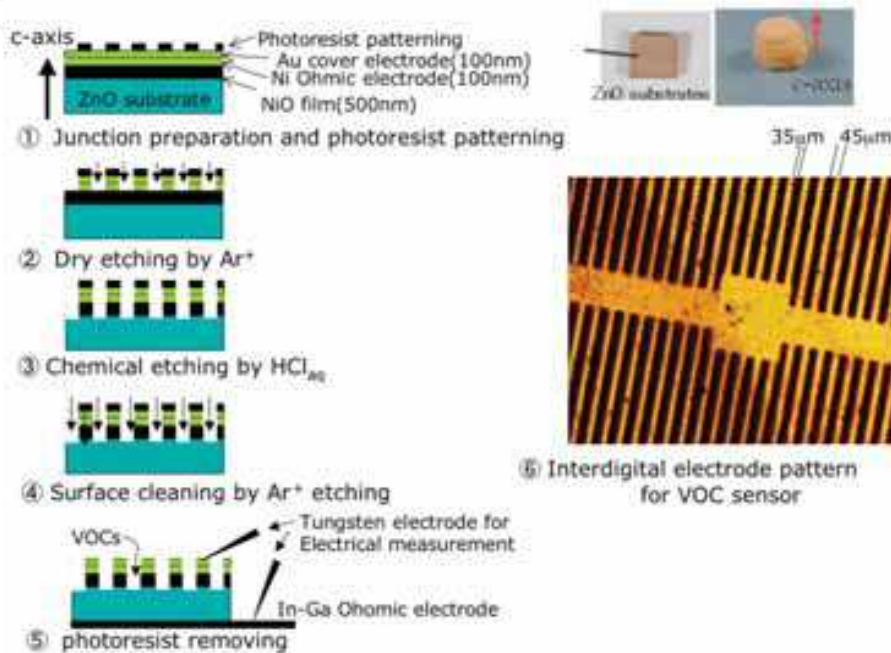 c-axis
Photoresist patterning
Au cover electrode(100nm)
Ni Ohmic electrode(100nm)
ZnO substrate
NiO film(500nm)
① Junction preparation and photoresist patterning
② Dry etching by Ar⁺
③ Chemical etching by HClaq
④ Surface cleaning by Ar⁺ etching
VOCs
Tungsten electrode for
Electrical measurement
In-Ga Ohomic electrode
⑤ photoresist removing
ZnO substrates
c-axis
35μm
45μm
⑥ Interdigital electrode pattern
for VOC sensor